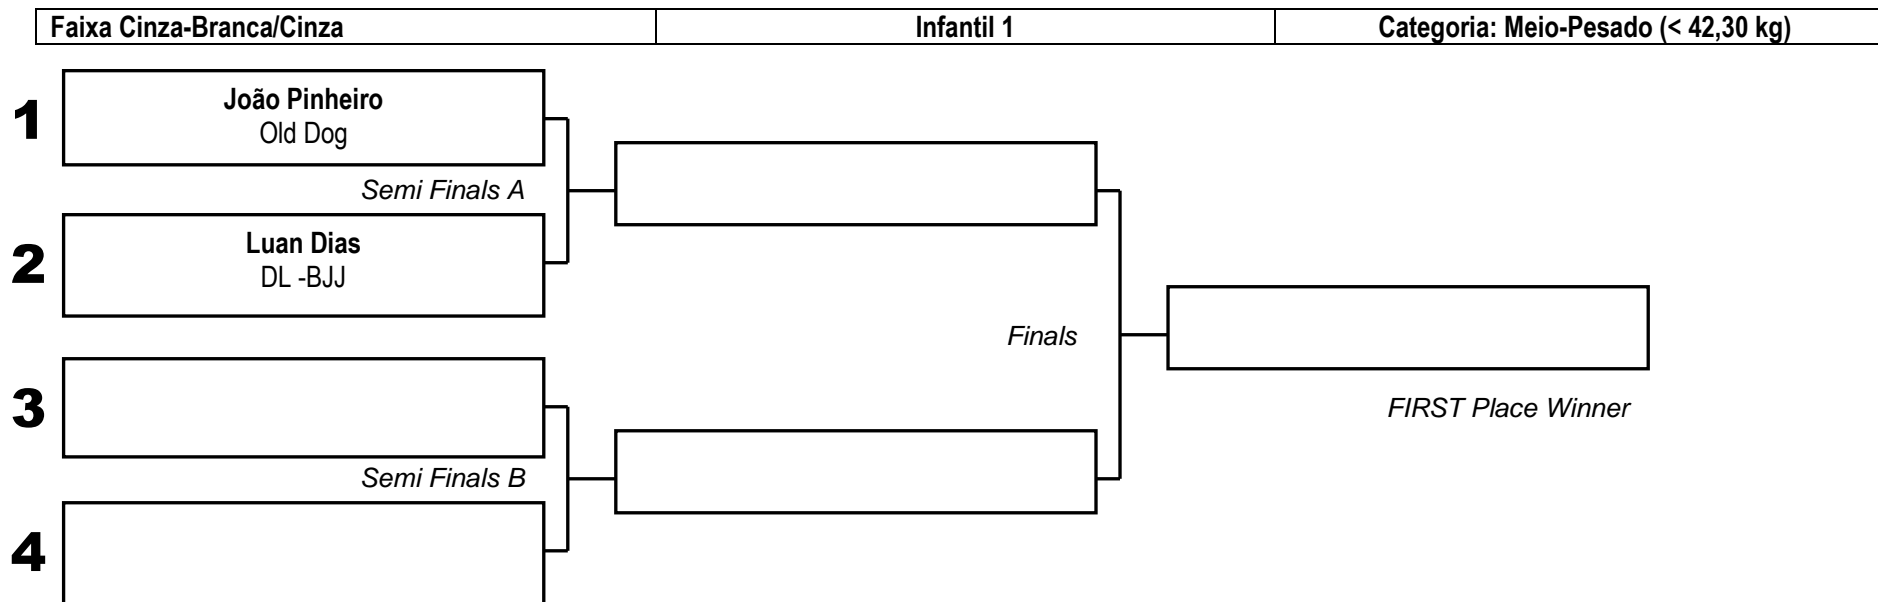 Faixa Cinza-Branca/Cinza
Infantil 1
Categoria: Meio-Pesado (< 42,30 kg)
1
João Pinheiro
Old Dog
Semi Finals A
2
Luan Dias
DL -BJJ
Finals
3
FIRST Place Winner
Semi Finals B
4